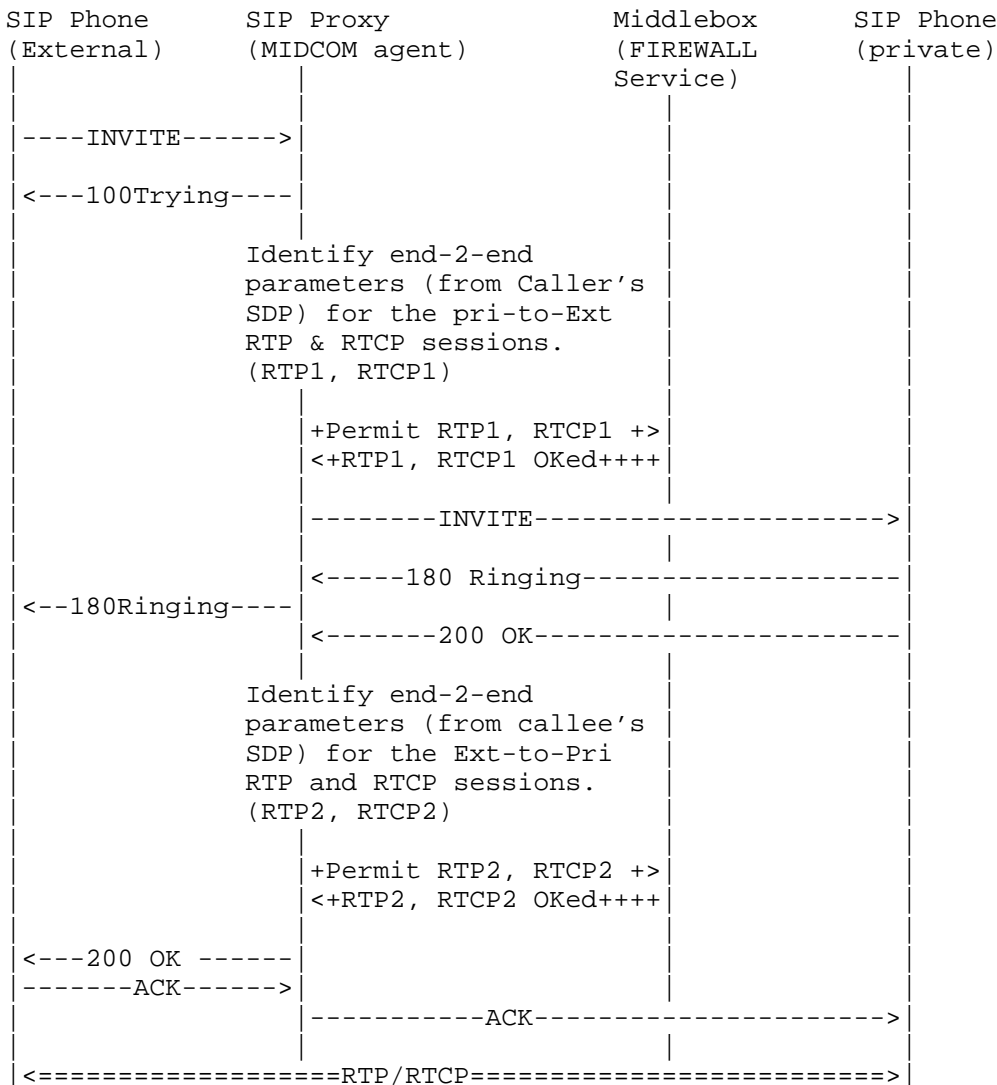 SIP Phone SIP Proxy Middlebox SIP Phone
(External) (MIDCOM agent) (FIREWALL (private)
| | Service) |
| | | |
|----INVITE------>| | |
| | | |
|<---100Trying----| | |
| | | |
| Identify end-2-end | |
| parameters (from Caller's | |
| SDP) for the pri-to-Ext | |
| RTP & RTCP sessions. | |
| (RTP1, RTCP1) | |
| | | |
| |+Permit RTP1, RTCP1 +>| |
| |<+RTP1, RTCP1 OKed++++| |
| | | |
| |--------INVITE---------------------->|
| | | |
| |<-----180 Ringing--------------------|
|<--180Ringing----| | |
| |<-------200 OK-----------------------|
| | | |
| Identify end-2-end | |
| parameters (from callee's | |
| SDP) for the Ext-to-Pri | |
| RTP and RTCP sessions. | |
| (RTP2, RTCP2) | |
| | | |
| |+Permit RTP2, RTCP2 +>| |
| |<+RTP2, RTCP2 OKed++++| |
| | | |
|<---200 OK ------| | |
|-------ACK------>| | |
| |-----------ACK---------------------->|
| | | |
|<===================RTP/RTCP==========================>|